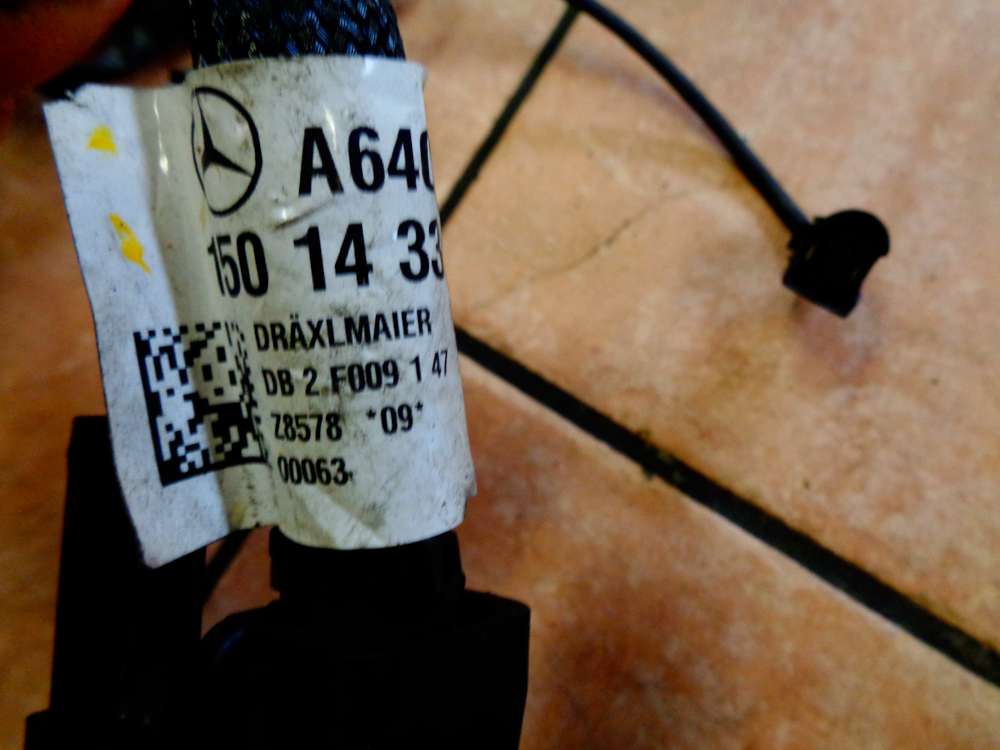 A640
150 14 33
DRÄXLMAIER
DB 2 F009 1 47
Z8578 *09*
00063